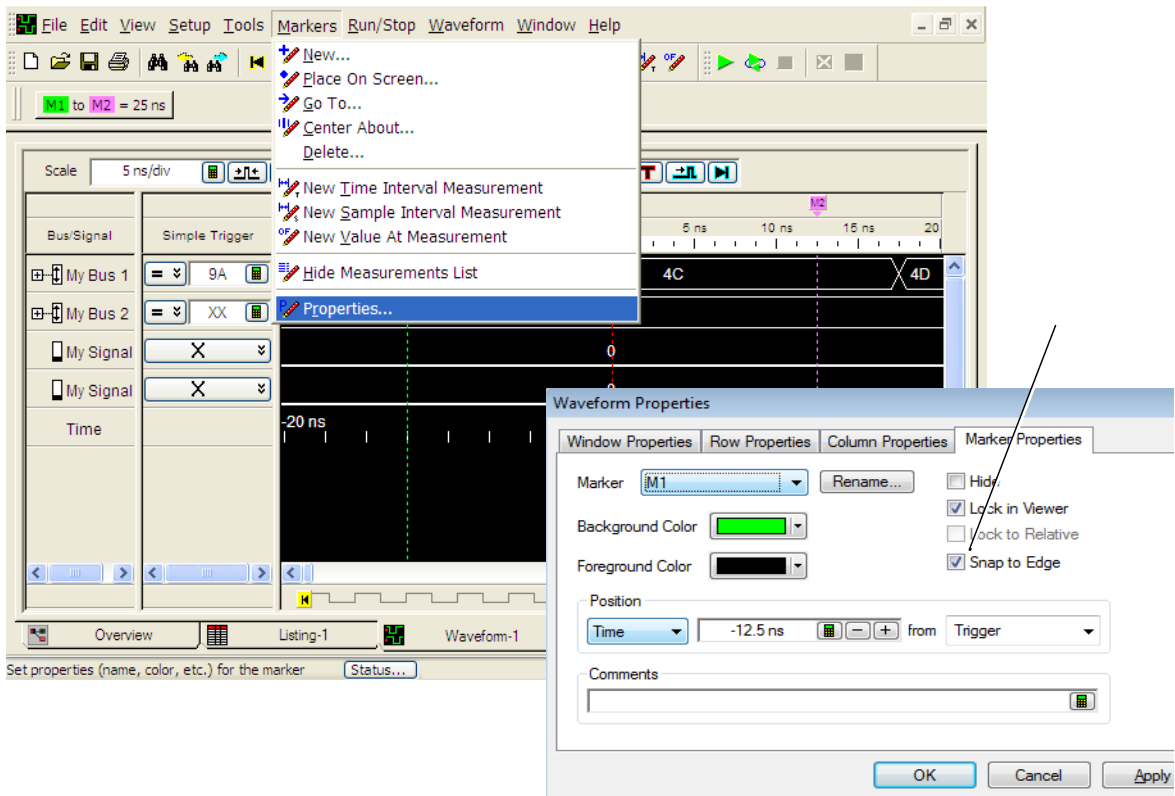 File Edit View Setup Tools Markers Run/Stop Waveform Window Help
New...
Place On Screen...
Go To...
Center About...
Delete...
New Time Interval Measurement
New Sample Interval Measurement
New Value At Measurement
Hide Measurements List
Properties...
M1 to M2 = 25 ns
Scale 5 ns/div
T
M2
Bus/Signal Simple Trigger
5 ns 10 ns 15 ns 20
My Bus 1 = 9A 4C 4D
My Bus 2 = XX
My Signal X 0
My Signal X
Time
-20 ns
Overview Listing-1 Waveform-1
Set properties (name, color, etc.) for the marker Status...
Waveform Properties
Window Properties Row Properties Column Properties Marker Properties
Marker M1 Rename... Hide
Lock in Viewer
Background Color
Lock to Relative
Foreground Color Snap to Edge
Position
Time -12.5 ns from Trigger
Comments
OK Cancel Apply